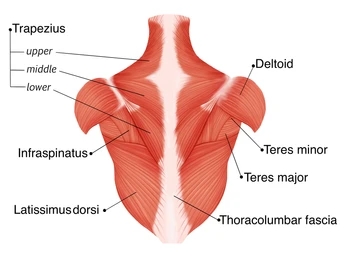 Trapezius
upper
middle
lower
Deltoid
Infraspinatus
Teres minor
Teres major
Latissimus dorsi
Thoracolumbar fascia